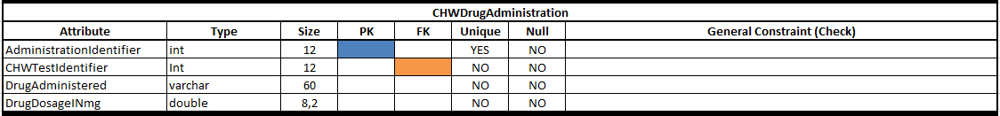 CHWDrugAdministration
Attribute Type Size PK FK Unique Null General Constraint (Check)
AdministrationIdentifier int 12 YES NO
CHWTestIdentifier Int 12 NO NO
DrugAdministered varchar 60 NO NO
DrugDosageINmg double 8,2 NO NO